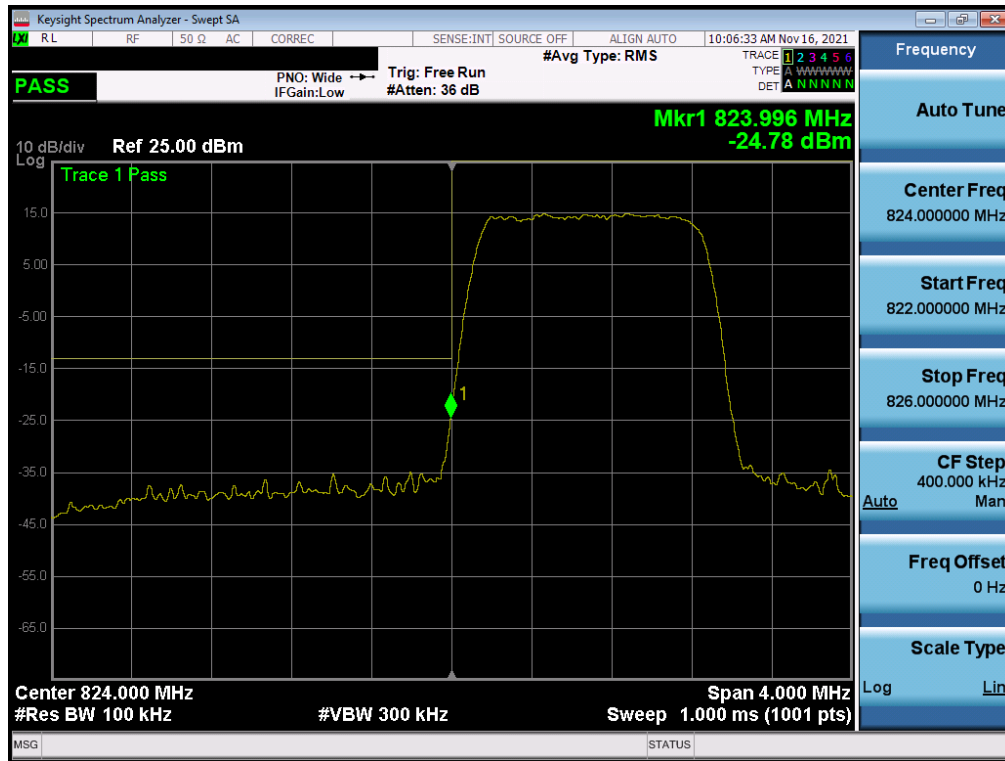 Keysight Spectrum Analyzer - Swept SA
LXI RL RF 50 Ω AC CORREC SENSE:INT SOURCE OFF ALIGN AUTO 10:06:33 AM Nov 16, 2021
PASS
PNO: Wide
IFGain:Low
Trig: Free Run
#Atten: 36 dB
#Avg Type: RMS
TRACE 1 2 3 4 5 6
TYPE A WWWWW
DET A N N N N N
Mkr1 823.996 MHz
-24.78 dBm
10 dB/div Ref 25.00 dBm
Log
Trace 1 Pass
15.0
5.00
-5.00
-15.0
1
-25.0
-35.0
-45.0
-55.0
-65.0
Center 824.000 MHz Span 4.000 MHz
#Res BW 100 kHz #VBW 300 kHz Sweep 1.000 ms (1001 pts)
MSG STATUS
Frequency
Auto Tune
Center Freq
824.000000 MHz
Start Freq
822.000000 MHz
Stop Freq
826.000000 MHz
CF Step
400.000 kHz
Auto Man
Freq Offset
0 Hz
Scale Type
Log Lin